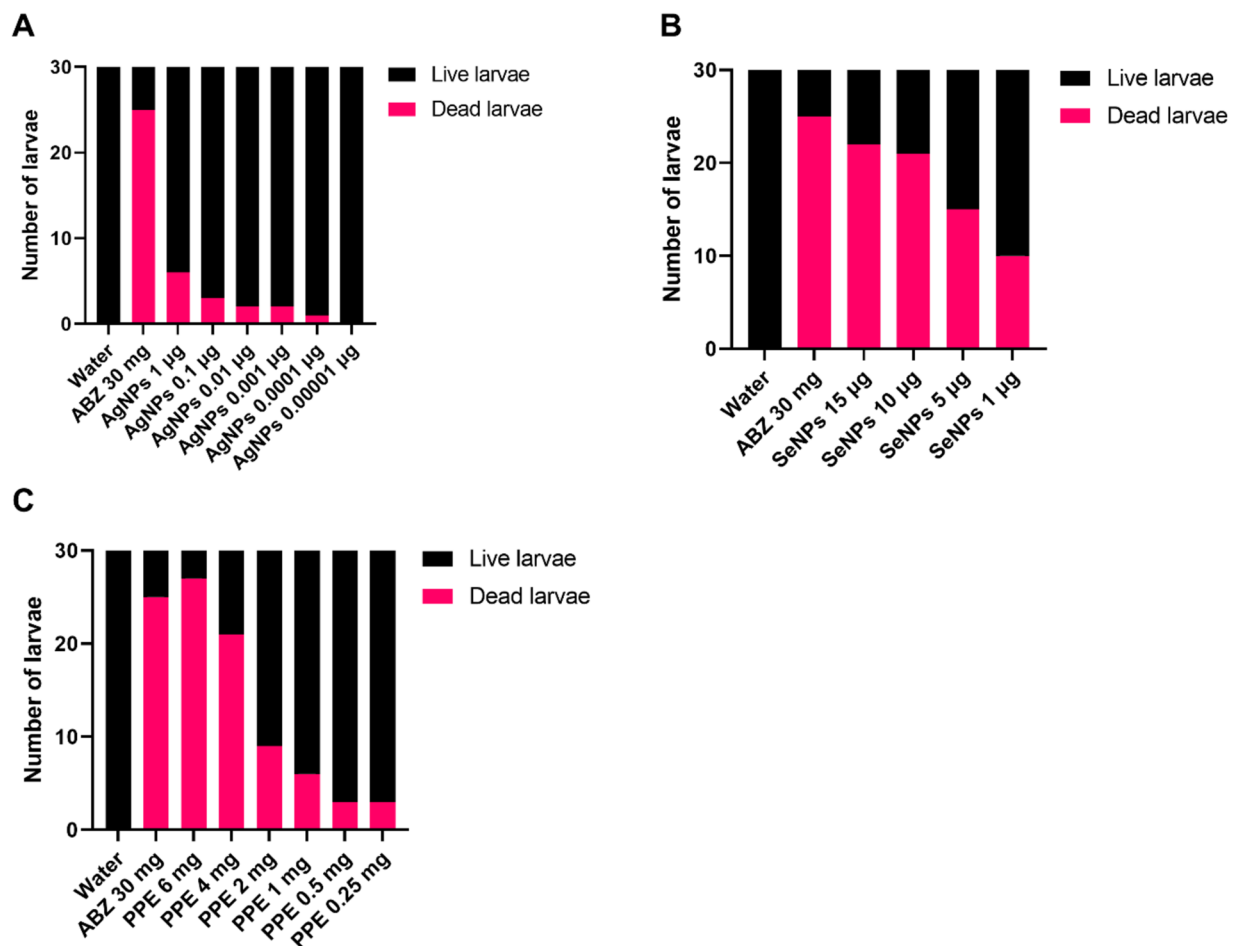 A
Number of larvae
30
20
10
0
Water
ABZ 30 mg
AgNPs 1 µg
AgNPs 0.1 µg
AgNPs 0.01 µg
AgNPs 0.001 µg
AgNPs 0.0001 µg
AgNPs 0.00001 µg
Live larvae
Dead larvae
B
Number of larvae
30
20
10
0
Water
ABZ 30 mg
SeNPs 15 µg
SeNPs 10 µg
SeNPs 5 µg
SeNPs 1 µg
Live larvae
Dead larvae
C
Number of larvae
30
20
10
0
Water
ABZ 30 mg
PPE 6 mg
PPE 4 mg
PPE 2 mg
PPE 1 mg
PPE 0.5 mg
PPE 0.25 mg
Live larvae
Dead larvae